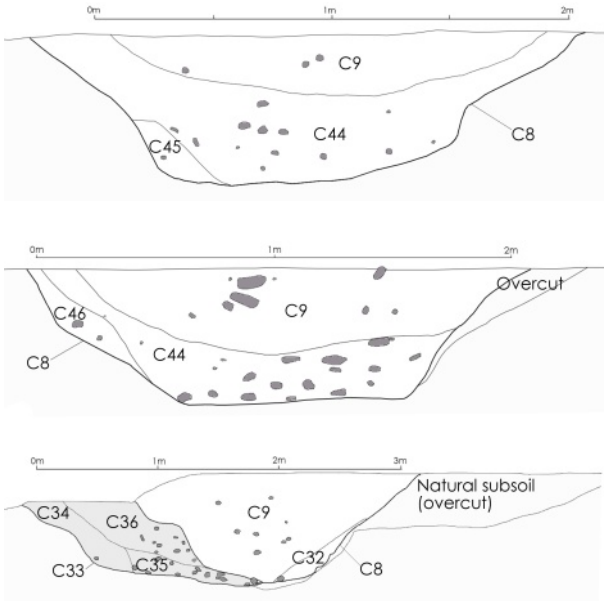 0m 1m 2m
C9
C44
C45
C8
0m 1m 2m
Overcut
C9
C46
C44
C8
0m 1m 2m 3m
Natural subsoil
(overcut)
C34
C36
C9
C32
C35
C33
C8